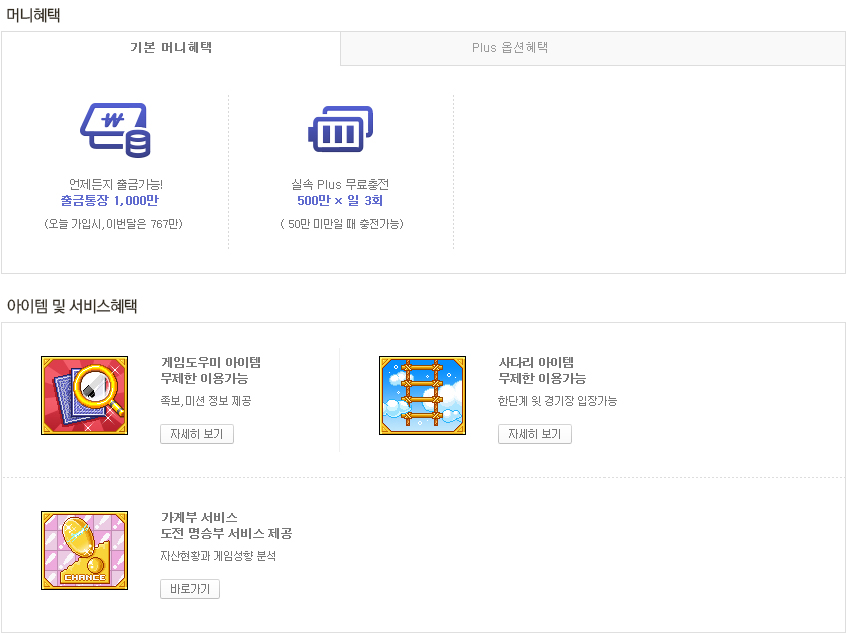 머니혜택
기본 머니혜택
Plus 옵션혜택
₩
언제든지 출금가능!
출금통장 1,000만
(오늘 가입시,이번달은 767만)
실속 Plus 무료충전
500만 × 일 3회
( 50만 미만일 때 충전가능)
아이템 및 서비스혜택
게임도우미 아이템
무제한 이용가능
족보,미션 정보 제공
자세히 보기
사다리 아이템
무제한 이용가능
한단계 윗 경기장 입장가능
자세히 보기
CHANCE
가계부 서비스
도전 명승부 서비스 제공
자산현황과 게임성향 분석
바로가기